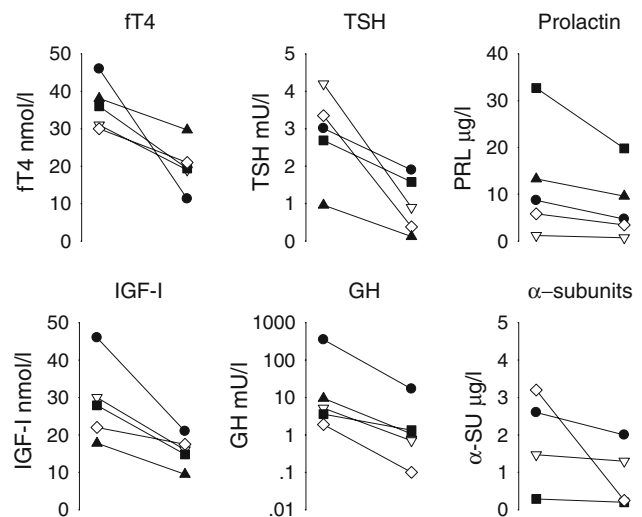 fT4
TSH
Prolactin
fT4 nmol/l
50
40
30
20
10
0
TSH mU/l
5
4
3
2
1
0
PRL µg/l
40
30
20
10
0
IGF-I
GH
α–subunits
IGF-I nmol/l
50
40
30
20
10
0
GH mU/l
1000
100
10
1
.1
.01
α-SU µg/l
5
4
3
2
1
0